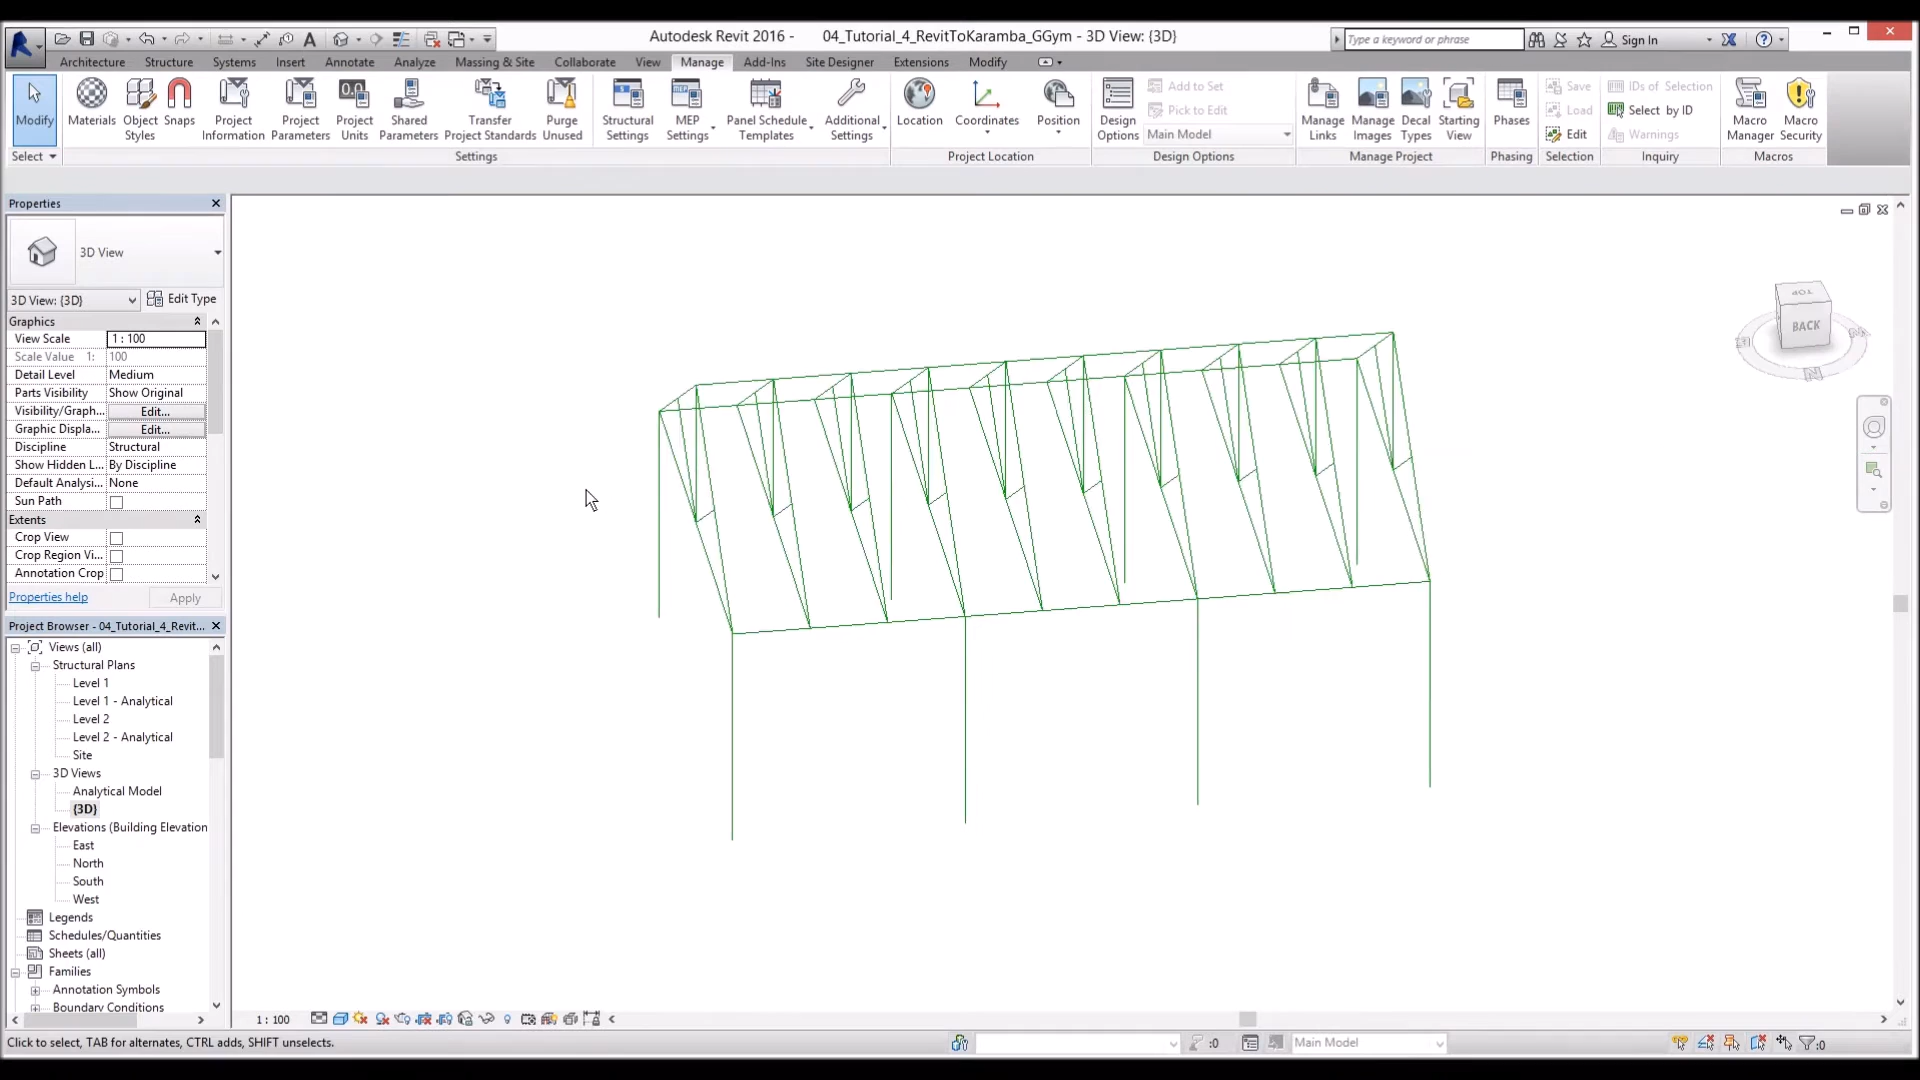 Autodesk Revit 2016 - 04_Tutorial_4_RevitToKaramba_GGym - 3D View: {3D}
Type a keyword or phrase
Sign In
Architecture Structure Systems Insert Annotate Analyze Massing & Site Collaborate View Manage Add-Ins Site Designer Extensions Modify
Modify
Materials
Object Styles
Snaps
Project Information
Project Parameters
Project Units
Shared Parameters
Transfer Project Standards
Purge Unused
Structural Settings
MEP Settings
Panel Schedule Templates
Additional Settings
Location
Coordinates
Position
Design Options
Add to Set
Pick to Edit
Main Model
Manage Links
Manage Images
Decal Types
Starting View
Phases
Save
Load
Edit
IDs of Selection
Select by ID
Warnings
Macro Manager
Macro Security
Select
Settings
Project Location
Design Options
Manage Project
Phasing
Selection
Inquiry
Macros
Properties
3D View
3D View: {3D}
Edit Type
Graphics
View Scale 1 : 100
Scale Value 1: 100
Detail Level Medium
Parts Visibility Show Original
Visibility/Graph... Edit...
Graphic Displa... Edit...
Discipline Structural
Show Hidden L... By Discipline
Default Analysi... None
Sun Path
Extents
Crop View
Crop Region Vi...
Annotation Crop
Properties help
Apply
Project Browser - 04_Tutorial_4_Revit...
Views (all)
Structural Plans
Level 1
Level 1 - Analytical
Level 2
Level 2 - Analytical
Site
3D Views
Analytical Model
{3D}
Elevations (Building Elevation
East
North
South
West
Legends
Schedules/Quantities
Sheets (all)
Families
Annotation Symbols
Boundary Conditions
TOP
BACK
N
1 : 100
Click to select, TAB for alternates, CTRL adds, SHIFT unselects.
:0
Main Model
:0